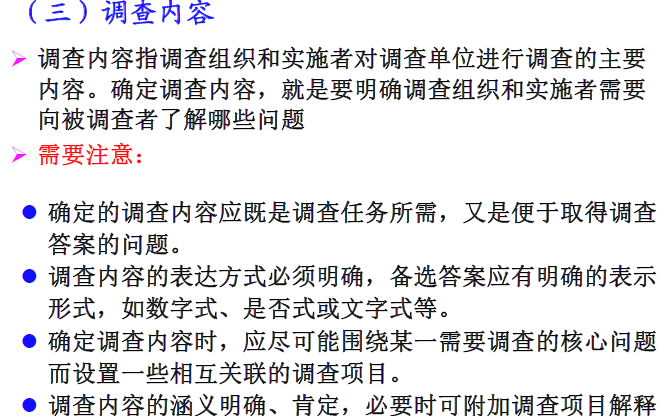 （三）调查内容
调查内容指调查组织和实施者对调查单位进行调查的主要
内容。确定调查内容，就是要明确调查组织和实施者需要
向被调查者了解哪些问题
需要注意：
确定的调查内容应既是调查任务所需，又是便于取得调查
答案的问题。
调查内容的表达方式必须明确，备选答案应有明确的表示
形式，如数字式、是否式或文字式等。
确定调查内容时，应尽可能围绕某一需要调查的核心问题
而设置一些相互关联的调查项目。
调查内容的涵义明确、肯定，必要时可附加调查项目解释